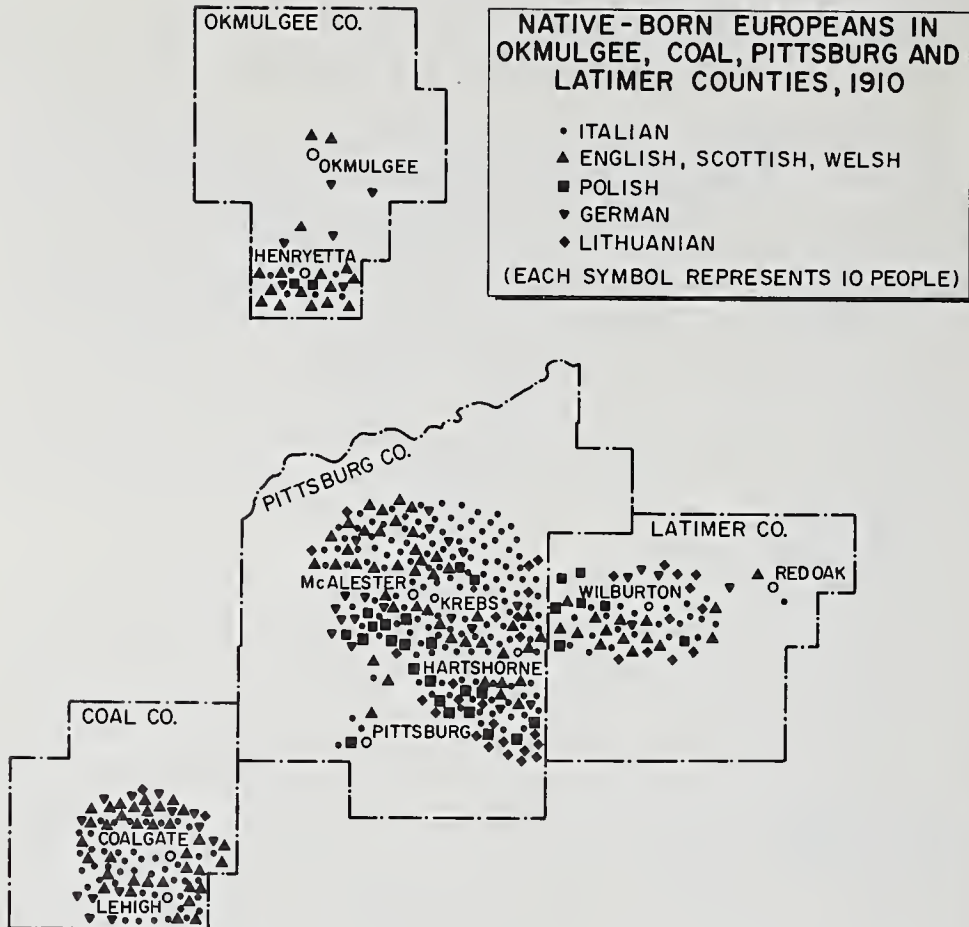 OKMULGEE CO.
NATIVE-BORN EUROPEANS IN
OKMULGEE, COAL, PITTSBURG AND
LATIMER COUNTIES, 1910
• ITALIAN
▲ ENGLISH, SCOTTISH, WELSH
■ POLISH
▼ GERMAN
◆ LITHUANIAN
(EACH SYMBOL REPRESENTS 10 PEOPLE)
OKMULGEE
HENRYETTA
PITTSBURG CO.
LATIMER CO.
McALESTER
KREBS
WILBURTON
RED OAK
HARTSHORNE
PITTSBURG
COAL CO.
COALGATE
LEHIGH